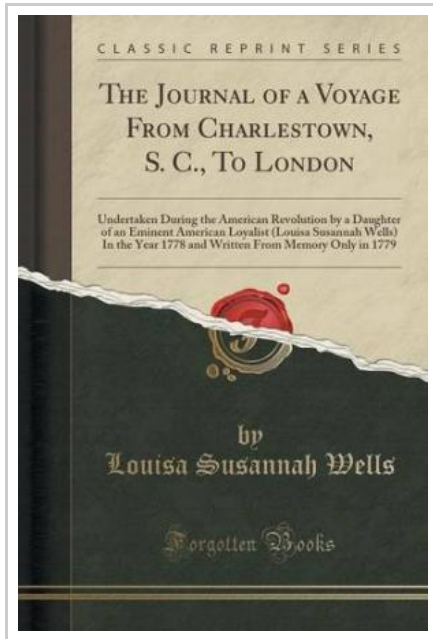 CLASSIC REPRINT SERIES
THE JOURNAL OF A VOYAGE
FROM CHARLESTOWN,
S. C., TO LONDON
Undertaken During the American Revolution by a Daughter
of an Eminent American Loyalist (Louisa Susannah Wells)
In the Year 1778 and Written From Memory Only in 1779
by
Louisa Susannah Wells
Forgotten Books